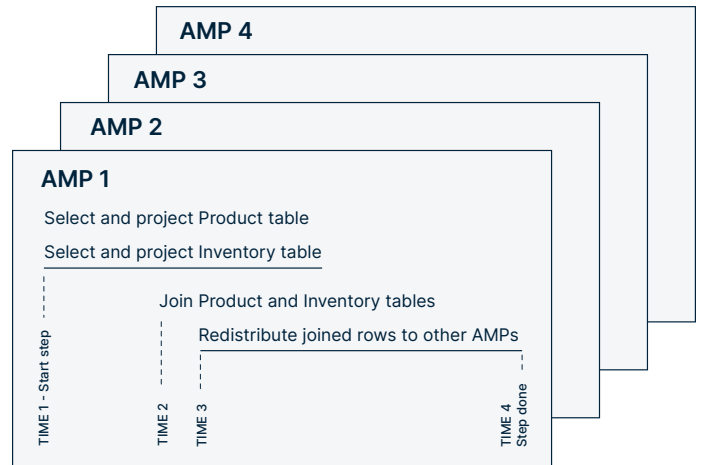 AMP 4
AMP 3
AMP 2
AMP 1
Select and project Product table
Select and project Inventory table
Join Product and Inventory tables
Redistribute joined rows to other AMPs
TIME 1 - Start step
TIME 2
TIME 3
TIME 4
Step done